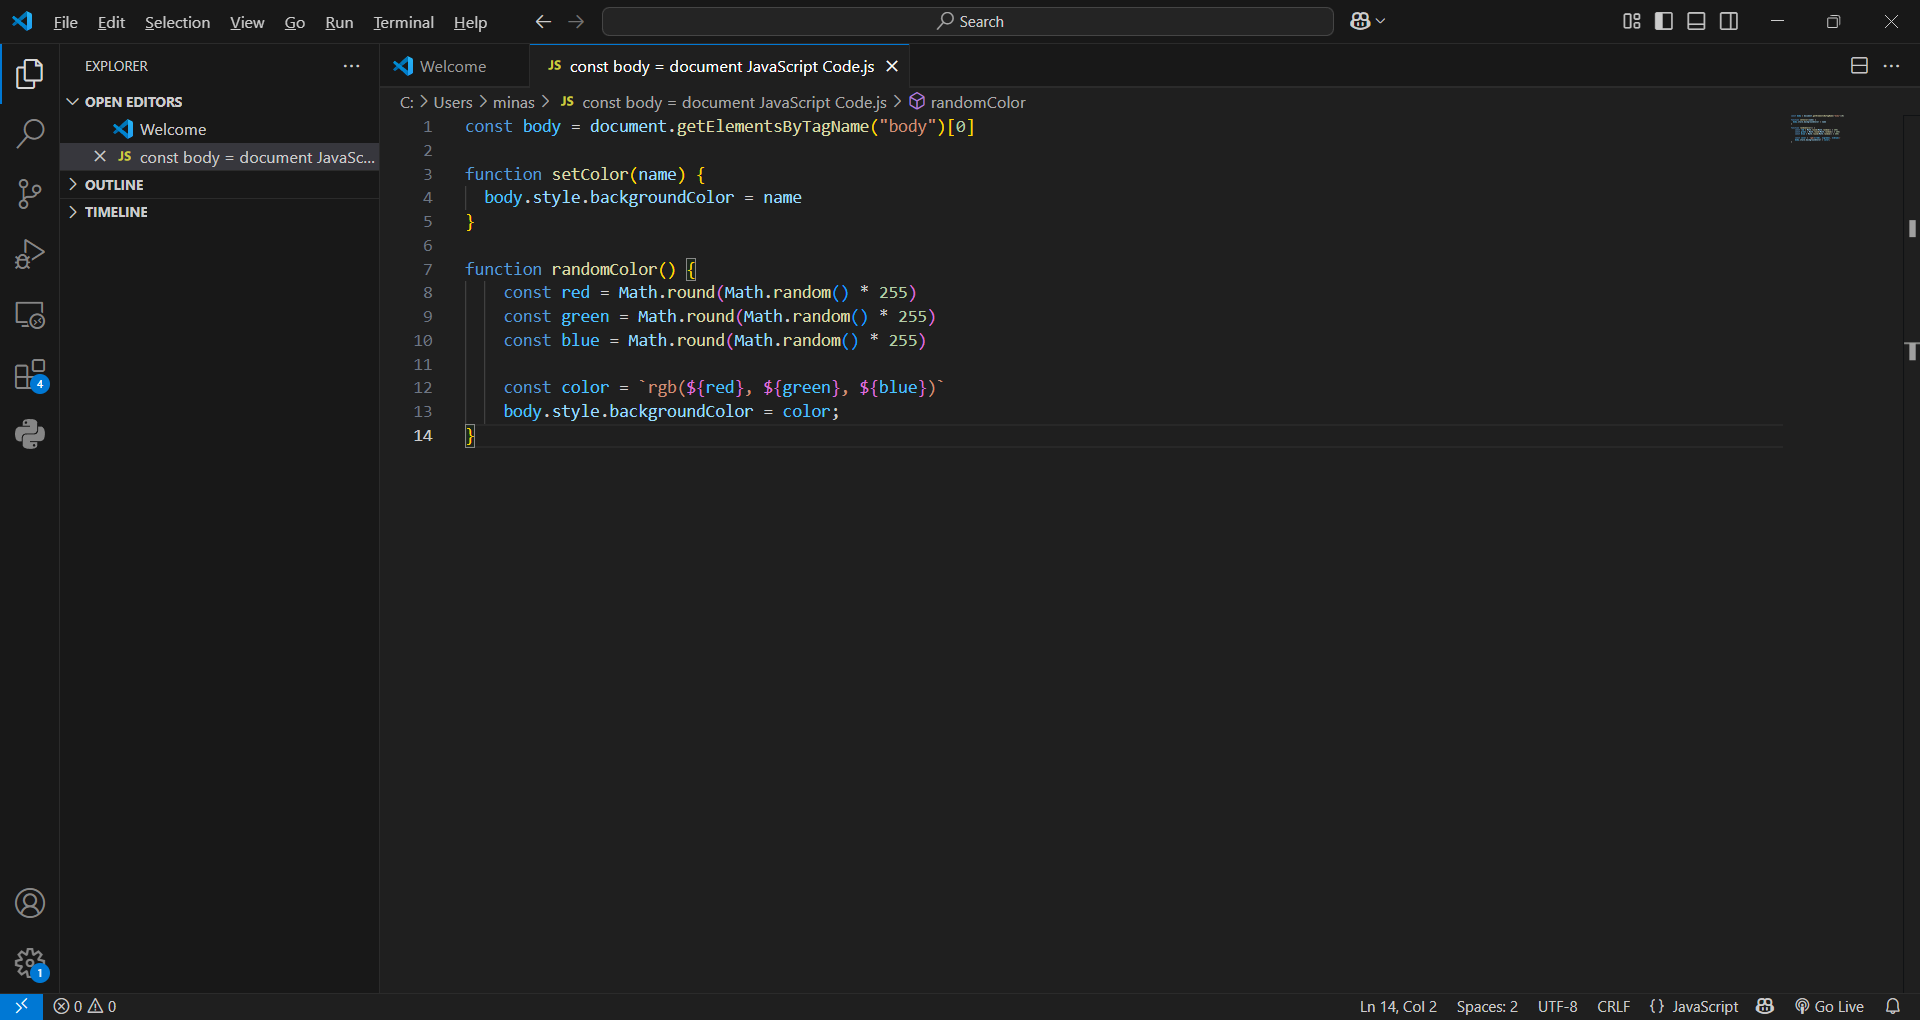 File Edit Selection View Go Run Terminal Help Search
EXPLORER
OPEN EDITORS
Welcome
JS const body = document JavaSc...
OUTLINE
TIMELINE
Welcome JS const body = document JavaScript Code.js
C: > Users > minas > JS const body = document JavaScript Code.js > randomColor
1 const body = document.getElementsByTagName("body")[0]
2
3 function setColor(name) {
4 body.style.backgroundColor = name
5 }
6
7 function randomColor() {
8 const red = Math.round(Math.random() * 255)
9 const green = Math.round(Math.random() * 255)
10 const blue = Math.round(Math.random() * 255)
11
12 const color = `rgb(${red}, ${green}, ${blue})`
13 body.style.backgroundColor = color;
14 }
4
1
0 0 Ln 14, Col 2 Spaces: 2 UTF-8 CRLF {} JavaScript Go Live